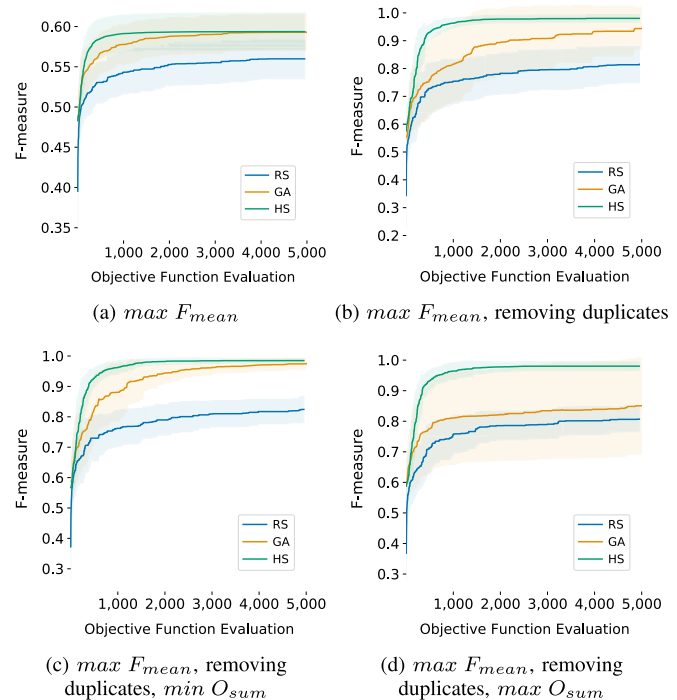 0.60
0.55
0.50
0.45
0.40
0.35
F-measure
1,000 2,000 3,000 4,000 5,000
Objective Function Evaluation
RS
GA
HS
(a) max F_mean
1.0
0.9
0.8
0.7
0.6
0.5
0.4
0.3
0.2
F-measure
1,000 2,000 3,000 4,000 5,000
Objective Function Evaluation
RS
GA
HS
(b) max F_mean, removing duplicates
1.0
0.9
0.8
0.7
0.6
0.5
0.4
0.3
F-measure
1,000 2,000 3,000 4,000 5,000
Objective Function Evaluation
RS
GA
HS
(c) max F_mean, removing
duplicates, min O_sum
1.0
0.9
0.8
0.7
0.6
0.5
0.4
0.3
F-measure
1,000 2,000 3,000 4,000 5,000
Objective Function Evaluation
RS
GA
HS
(d) max F_mean, removing
duplicates, max O_sum